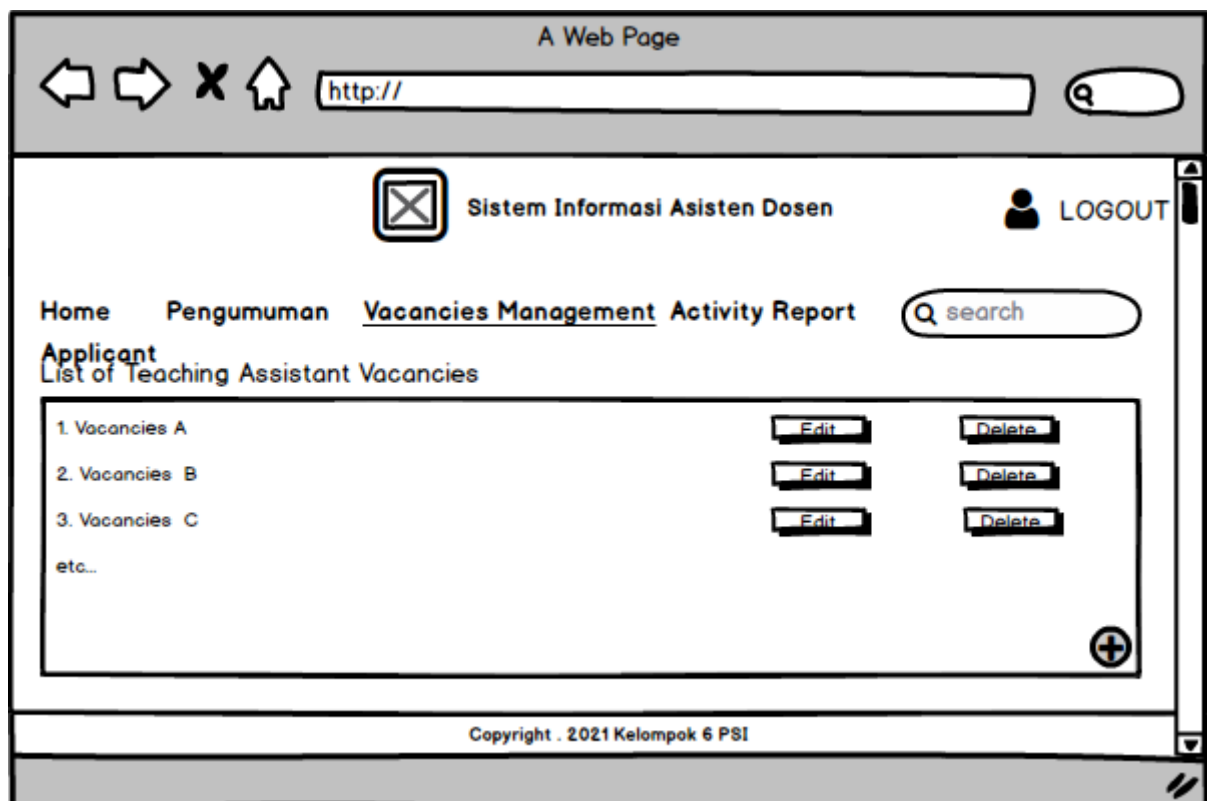 A Web Page
http://
Sistem Informasi Asisten Dosen
LOGOUT
Home Pengumuman Vacancies Management Activity Report search
Applicant
List of Teaching Assistant Vacancies
1. Vacancies A Edit Delete
2. Vacancies B Edit Delete
3. Vacancies C Edit Delete
etc...
Copyright . 2021 Kelompok 6 PSI